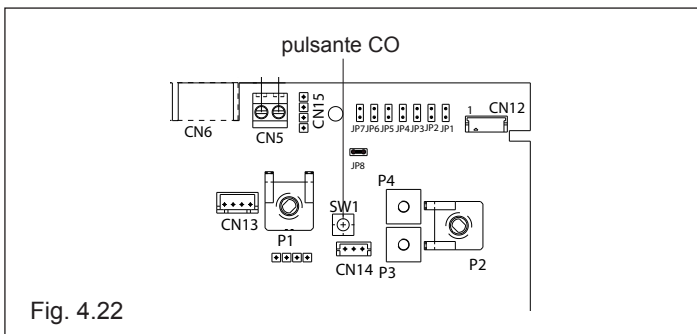 pulsante CO
CN6
CN5
CN15
JP7 JP6 JP5 JP4 JP3 JP2 JP1
1
CN12
JP8
CN13
P1
SW1
CN14
P4
P3
P2
Fig. 4.22